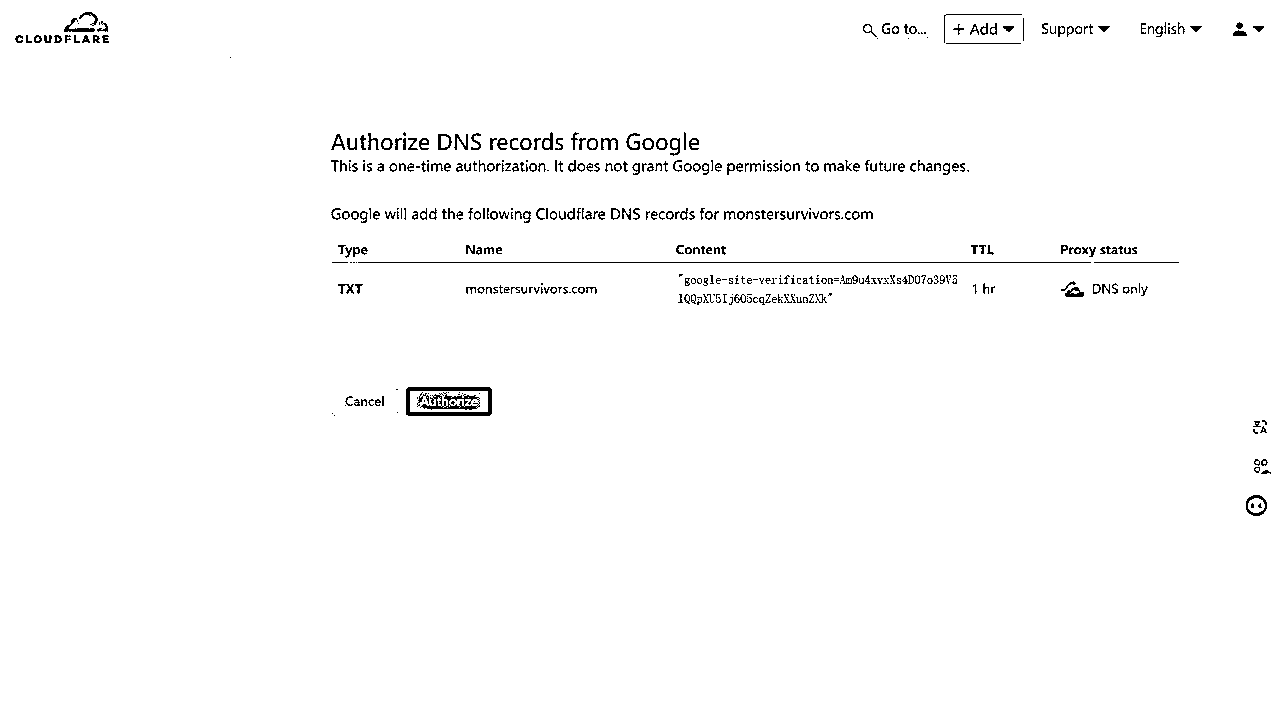 CLOUDFLARE
Go to...
+ Add
Support
English
Authorize DNS records from Google
This is a one-time authorization. It does not grant Google permission to make future changes.
Google will add the following Cloudflare DNS records for monstersurvivors.com
Type Name Content TTL Proxy status
TXT monstersurvivors.com "google-site-verification=Am9u4xvxXs4D07o39V5 1 hr DNS only
lQQpXU5Ij605cqZekXXunZXk"
Cancel Authorize